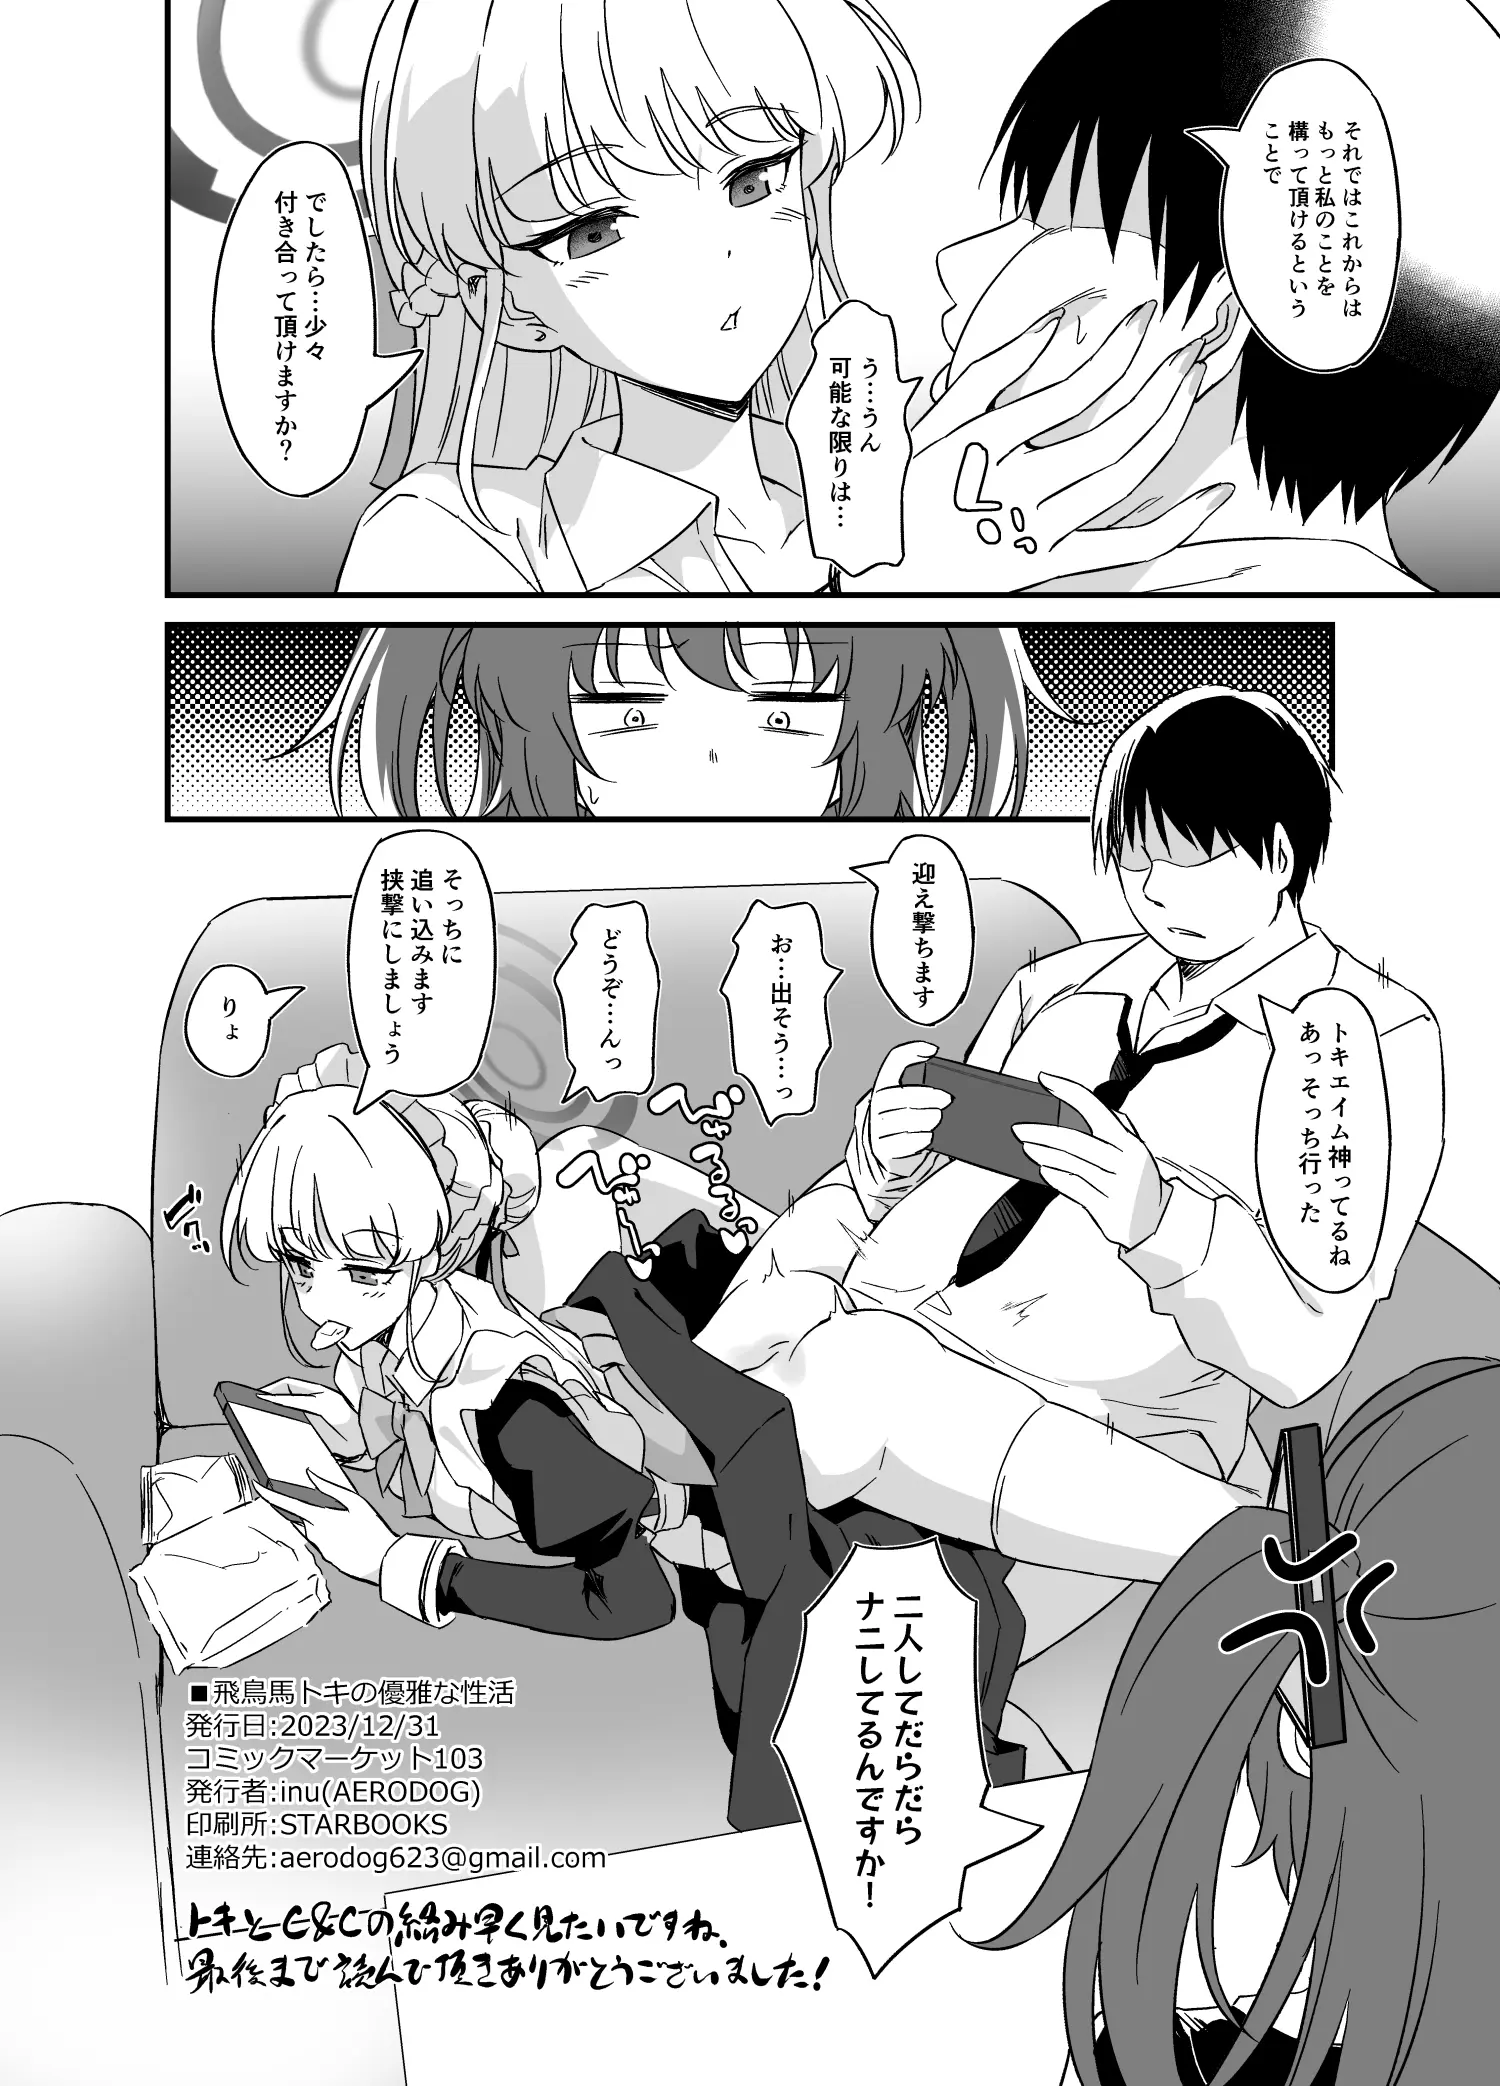 それではこれからは
もっと私のことを
構って頂けるという
ことで
う…うん
可能な限りは…
でしたら…少々
付き合って頂けますか？
トキエイム神ってるね
あっそっち行った
迎え撃ちます
お…出そう…っ
どうぞ…んっ
そっちに
追い込みます
挟撃にしましょう
りょ
二人してだらだら
ナニしてるんですか！
■飛鳥馬トキの優雅な性活
発行日:2023/12/31
コミックマーケット103
発行者:inu(AERODOG)
印刷所:STARBOOKS
連絡先:aerodog623@gmail.com
トキとC&Cの絡み早く見たいですね、
最後まで読んで頂きありがとうございました！